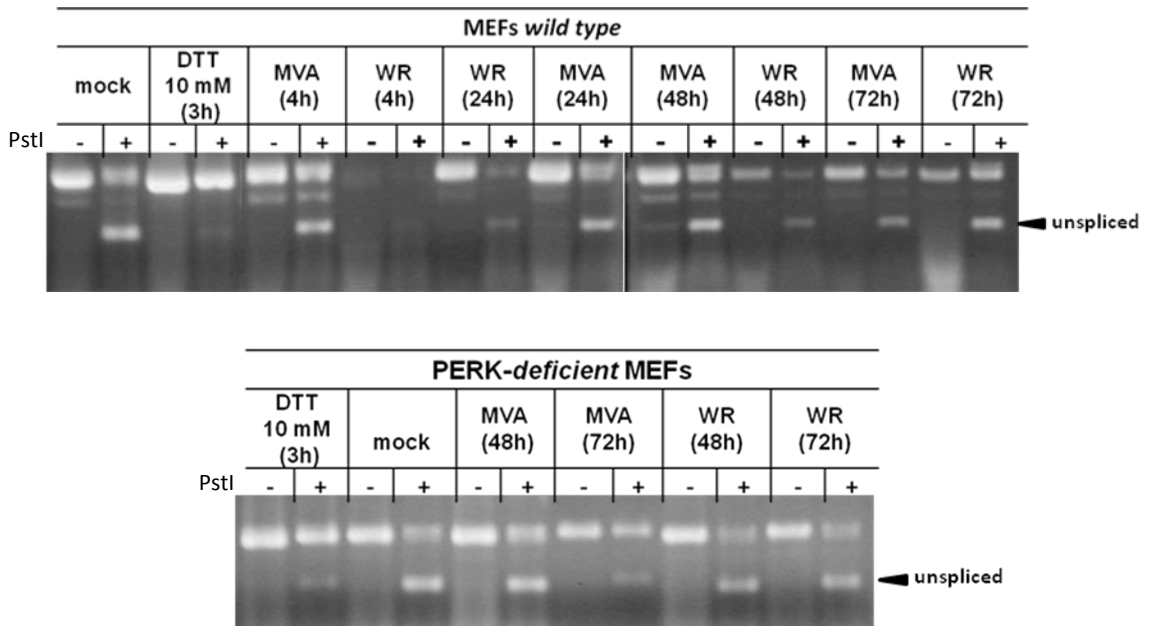 MEFs wild type
mock DTT 10 mM (3h) MVA (4h) WR (4h) WR (24h) MVA (24h) MVA (48h) WR (48h) MVA (72h) WR (72h)
PstI - + - + - + - + - + - + - + - + - + - +
unspliced
PERK-deficient MEFs
DTT 10 mM (3h) mock MVA (48h) MVA (72h) WR (48h) WR (72h)
PstI - + - + - + - + - + - +
unspliced